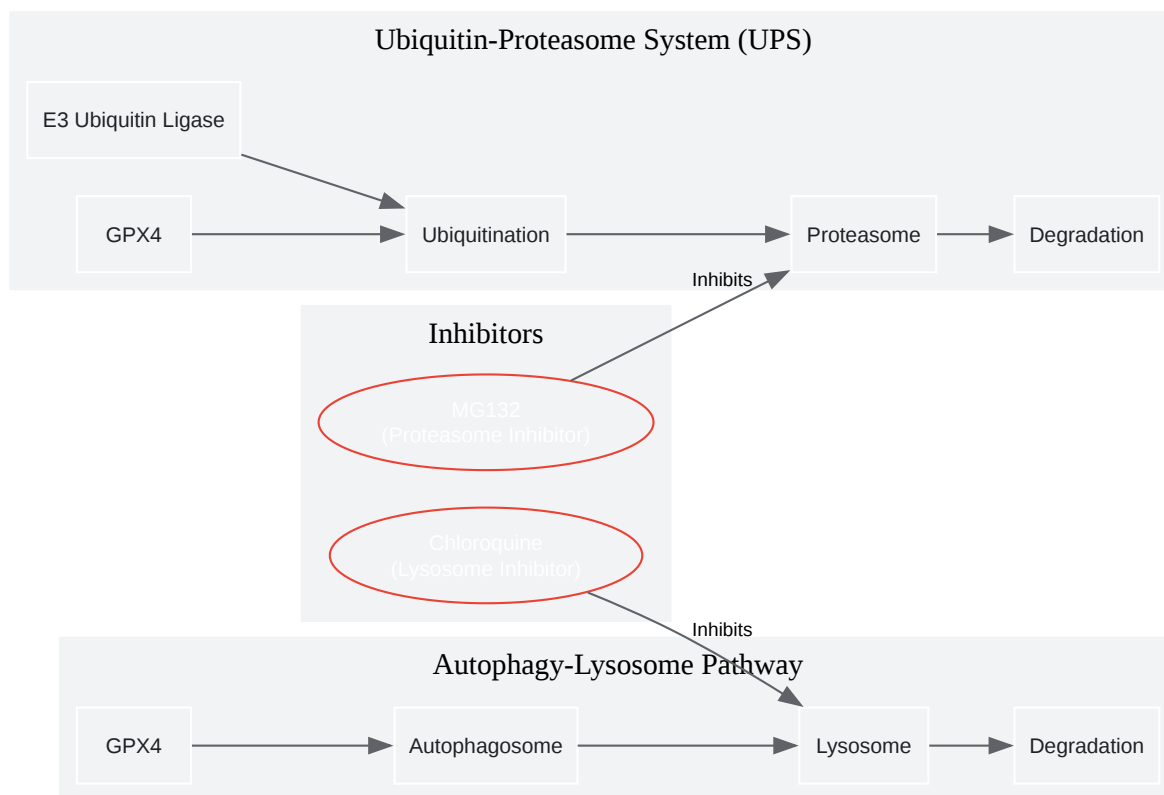 Ubiquitin-Proteasome System (UPS)
E3 Ubiquitin Ligase
GPX4
Ubiquitination
Proteasome
Degradation
Inhibits
Inhibitors
MG132
(Proteasome Inhibitor)
Chloroquine
(Lysosome Inhibitor)
Inhibits
Autophagy-Lysosome Pathway
GPX4
Autophagosome
Lysosome
Degradation